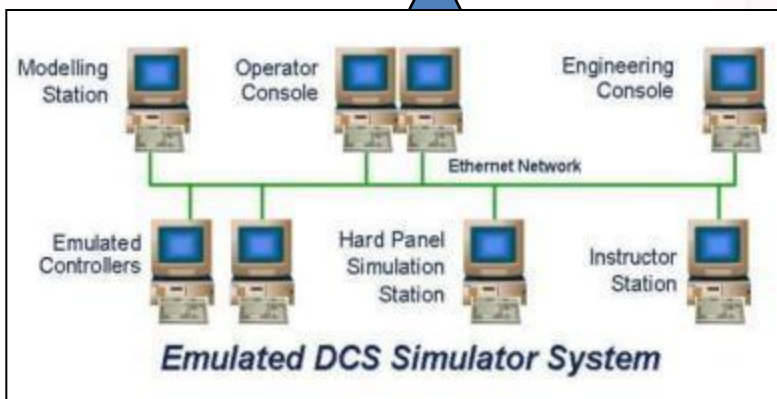 Modelling
Station
Operator
Console
Engineering
Console
Ethernet Network
Emulated
Controllers
Hard Panel
Simulation
Station
Instructor
Station
Emulated DCS Simulator System